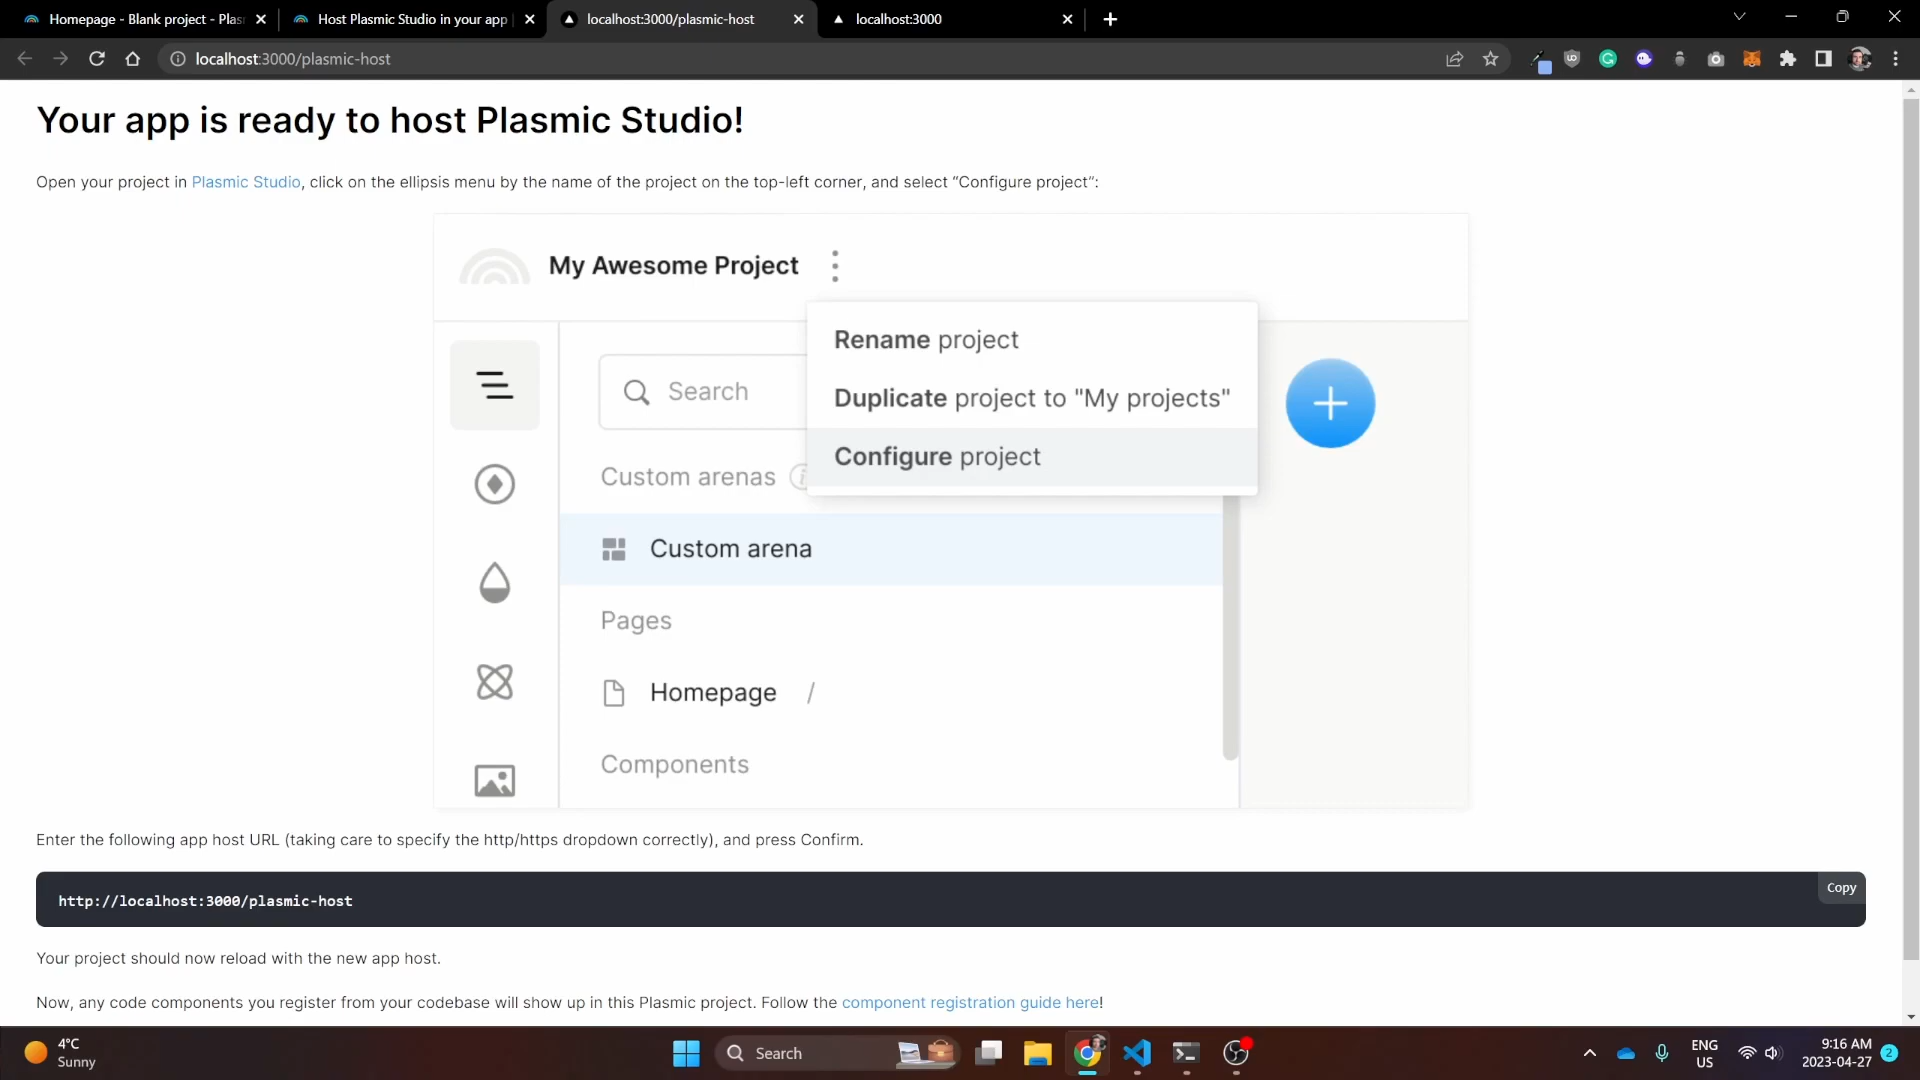 Homepage - Blank project - Plas
Host Plasmic Studio in your app
localhost:3000/plasmic-host
localhost:3000
localhost:3000/plasmic-host
Your app is ready to host Plasmic Studio!
Open your project in Plasmic Studio, click on the ellipsis menu by the name of the project on the top-left corner, and select “Configure project”:
My Awesome Project
Rename project
Search
Duplicate project to "My projects"
Configure project
Custom arenas
Custom arena
Pages
Homepage /
Components
Enter the following app host URL (taking care to specify the http/https dropdown correctly), and press Confirm.
Copy
http://localhost:3000/plasmic-host
Your project should now reload with the new app host.
Now, any code components you register from your codebase will show up in this Plasmic project. Follow the component registration guide here!
4°C
Sunny
Search
ENG
US
9:16 AM
2023-04-27
2